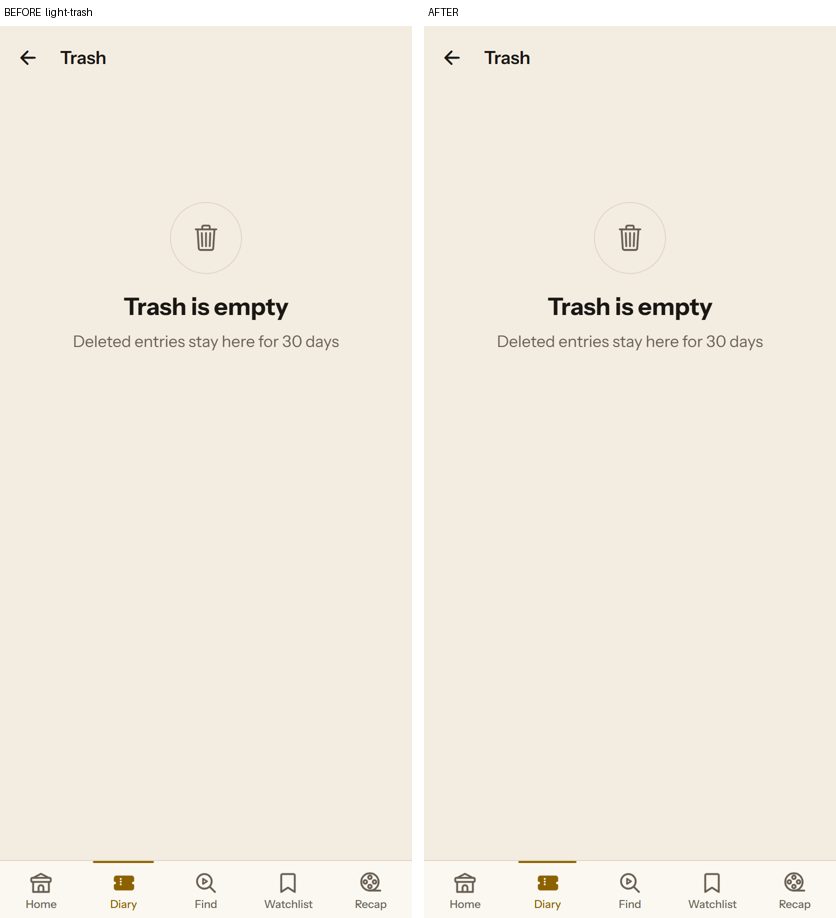 BEFORE light-trash
AFTER
Trash
Trash is empty
Deleted entries stay here for 30 days
Home Diary Find Watchlist Recap
Trash
Trash is empty
Deleted entries stay here for 30 days
Home Diary Find Watchlist Recap